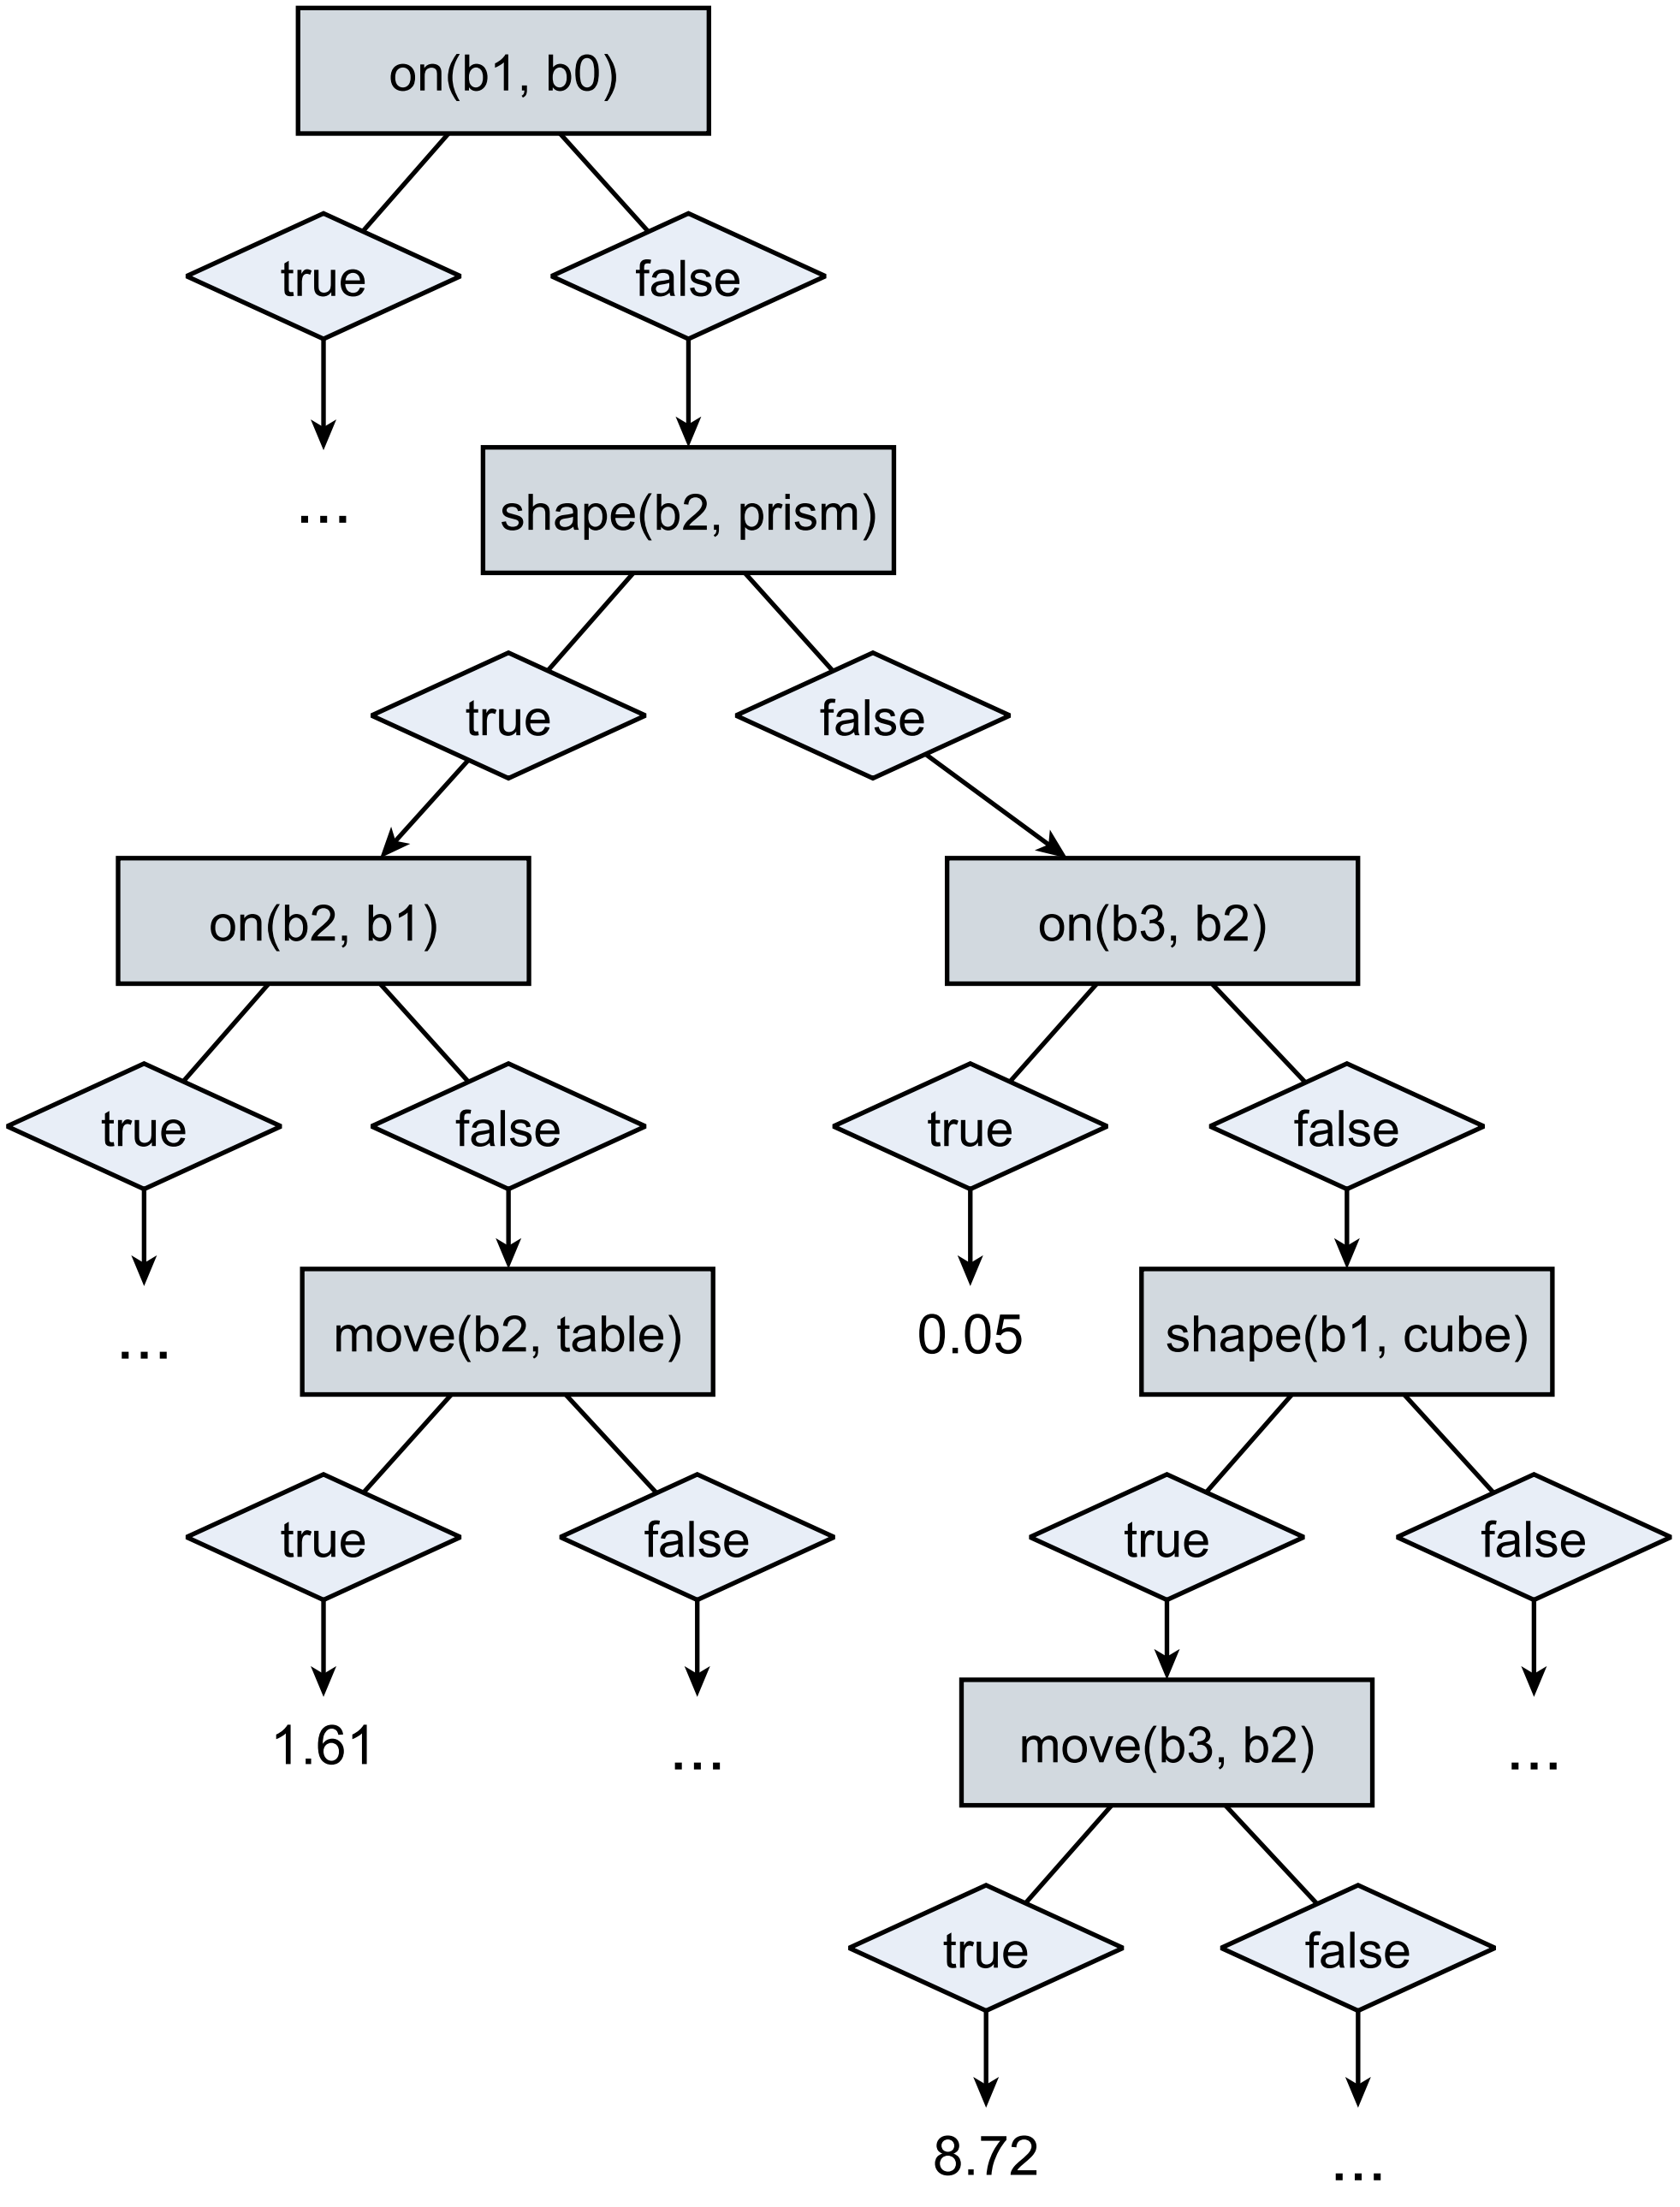 on(b1, b0)
true
false
...
shape(b2, prism)
true
false
on(b2, b1)
on(b3, b2)
true
false
true
false
...
move(b2, table)
0.05
shape(b1, cube)
true
false
true
false
1.61
...
move(b3, b2)
...
true
false
8.72
...